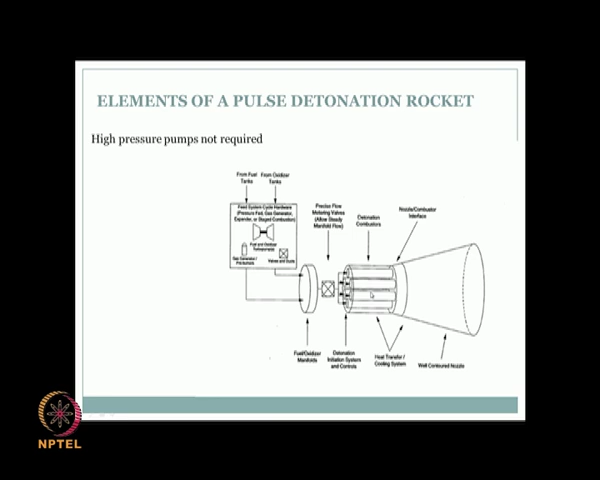 ELEMENTS OF A PULSE DETONATION ROCKET
High pressure pumps not required
From Fuel Tanks
From Oxidizer Tanks
Feed System Cycle Hardware
(Pressure Fed, Gas Generator,
Expander, or Staged Combustion)
Fuel and Oxidizer
Turbopumps
Gas Generator /
Valves and Ducts
Precise Flow
Metering Valves
(Allow Steady
Manifold Flow)
Detonation
Combustors
Nozzle/Combustor
Interface
Fuel/Oxidizer
Manifolds
Detonation
Initiation System
and Controls
Heat Transfer /
Cooling System
Well Contoured Nozzle
NPTEL